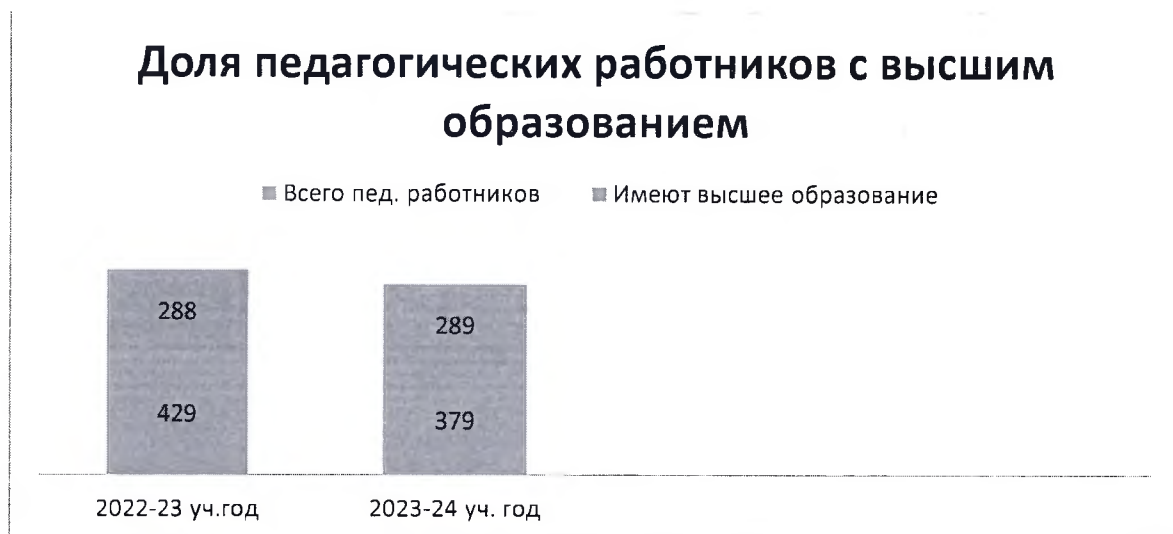 Доля педагогических работников с высшим
образованием
Всего пед. работников Имеют высшее образование
288
289
429
379
2022-23 уч.год 2023-24 уч. год